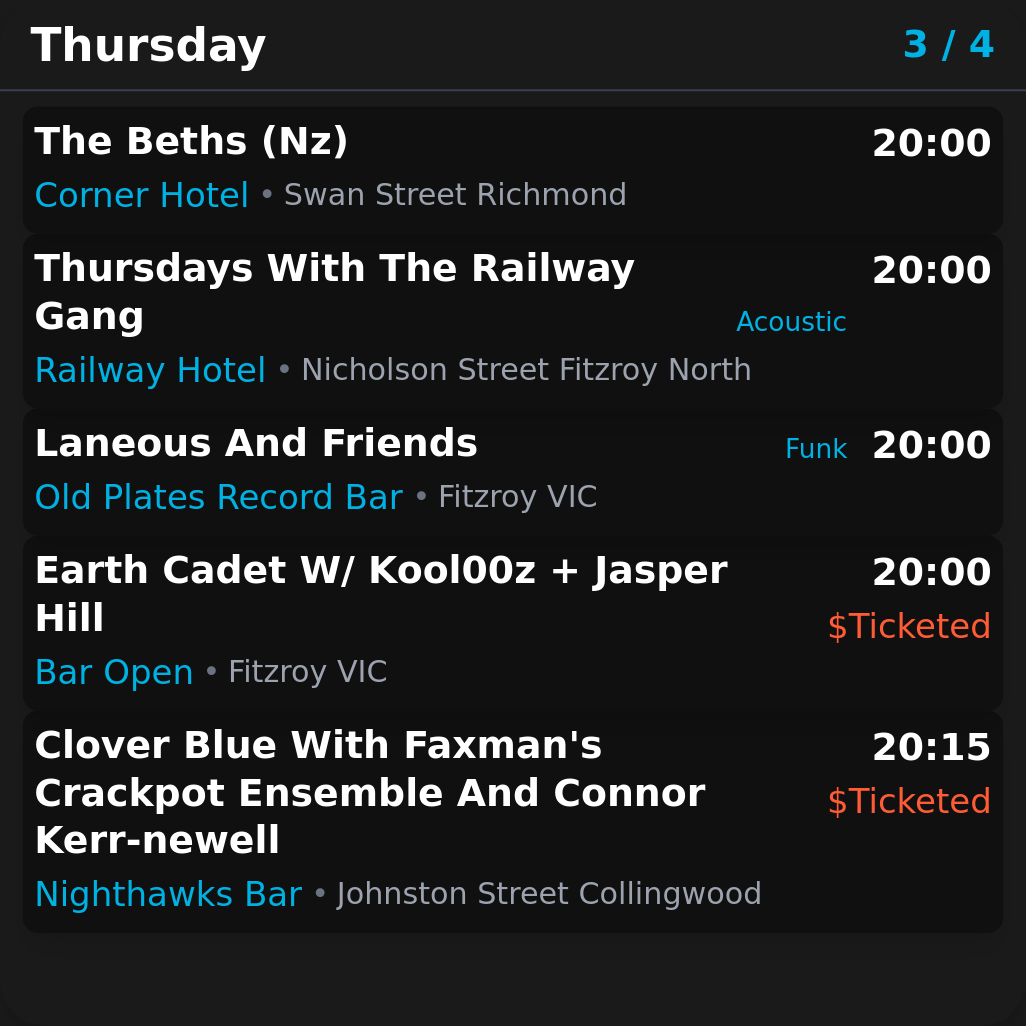 Thursday 3 / 4
The Beths (Nz) 20:00
Corner Hotel • Swan Street Richmond
Thursdays With The Railway 20:00
Gang Acoustic
Railway Hotel • Nicholson Street Fitzroy North
Laneous And Friends Funk 20:00
Old Plates Record Bar • Fitzroy VIC
Earth Cadet W/ Kool00z + Jasper 20:00
Hill $Ticketed
Bar Open • Fitzroy VIC
Clover Blue With Faxman's 20:15
Crackpot Ensemble And Connor $Ticketed
Kerr-newell
Nighthawks Bar • Johnston Street Collingwood